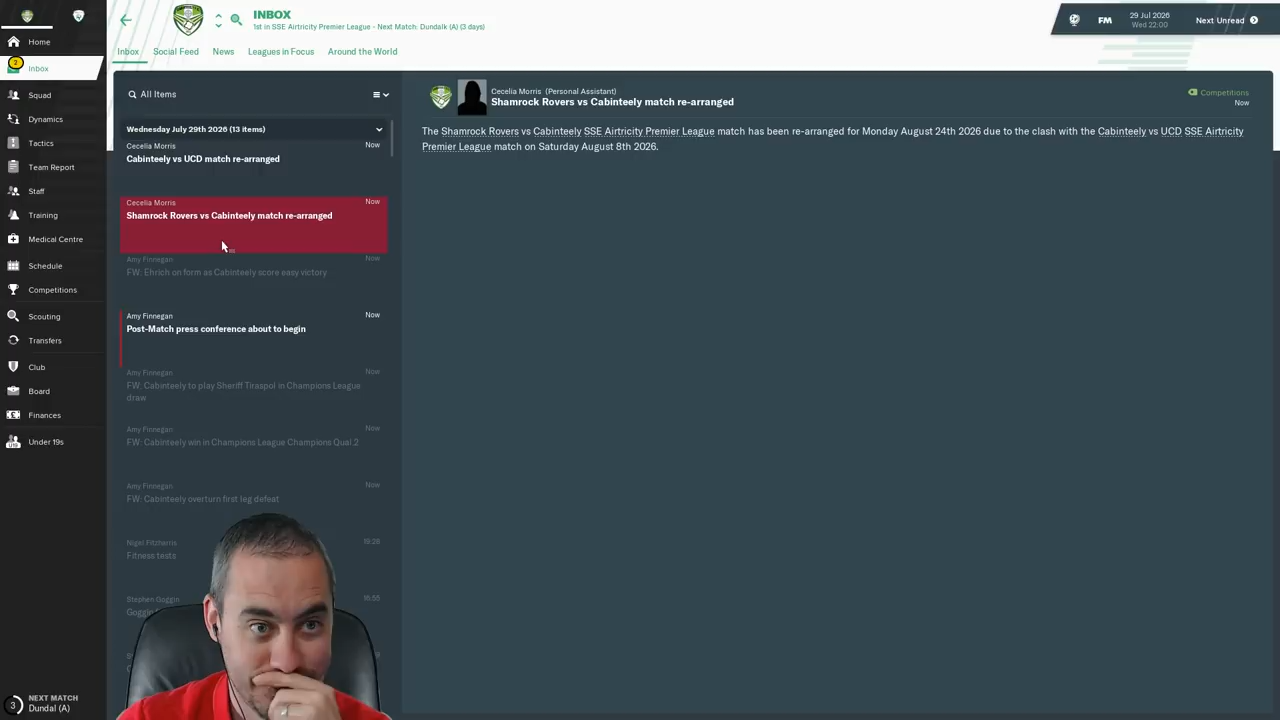 INBOX
1st in SSE Airtricity Premier League - Next Match: Dundalk (A) (3 days)
FM
29 Jul 2026
Wed 22:00
Next Unread
Inbox
Social Feed
News
Leagues in Focus
Around the World
Home
2
Inbox
Squad
Dynamics
Tactics
Team Report
Staff
Training
Medical Centre
Schedule
Competitions
Scouting
Transfers
Club
Board
Finances
Under 19s
3
NEXT MATCH
Dundal (A)
All Items
Wednesday July 29th 2026 (13 items)
Cecelia Morris
Now
Cabinteely vs UCD match re-arranged
Cecelia Morris
Now
Shamrock Rovers vs Cabinteely match re-arranged
Amy Finnegan
Now
FW: Ehrich on form as Cabinteely score easy victory
Amy Finnegan
Now
Post-Match press conference about to begin
Amy Finnegan
Now
FW: Cabinteely to play Sheriff Tiraspol in Champions League
draw
Amy Finnegan
Now
FW: Cabinteely win in Champions League Champions Qual 2
Amy Finnegan
Now
FW: Cabinteely overturn first leg defeat
Nigel Fitzharris
19:28
Fitness tests
Stephen Goggin
Cecelia Morris (Personal Assistant)
Shamrock Rovers vs Cabinteely match re-arranged
Competitions
Now
The Shamrock Rovers vs Cabinteely SSE Airtricity Premier League match has been re-arranged for Monday August 24th 2026 due to the clash with the Cabinteely vs UCD SSE Airtricity
Premier League match on Saturday August 8th 2026.